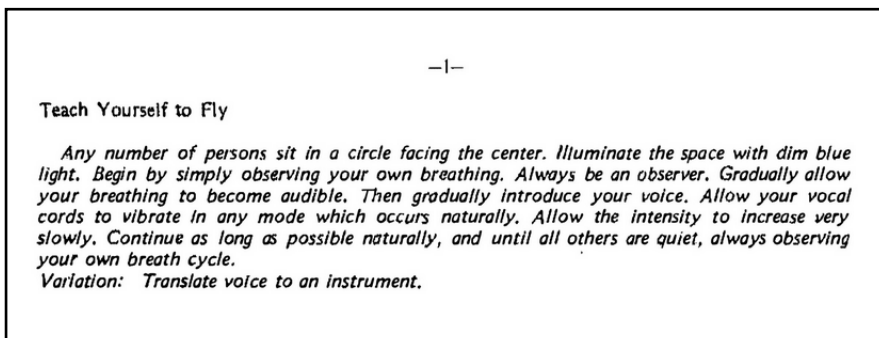 —1—
Teach Yourself to Fly
Any number of persons sit in a circle facing the center. Illuminate the space with dim blue
light. Begin by simply observing your own breathing. Always be an observer. Gradually allow
your breathing to become audible. Then gradually introduce your voice. Allow your vocal
cords to vibrate in any mode which occurs naturally. Allow the intensity to increase very
slowly. Continue as long as possible naturally, and until all others are quiet, always observing
your own breath cycle.
Variation: Translate voice to an instrument.